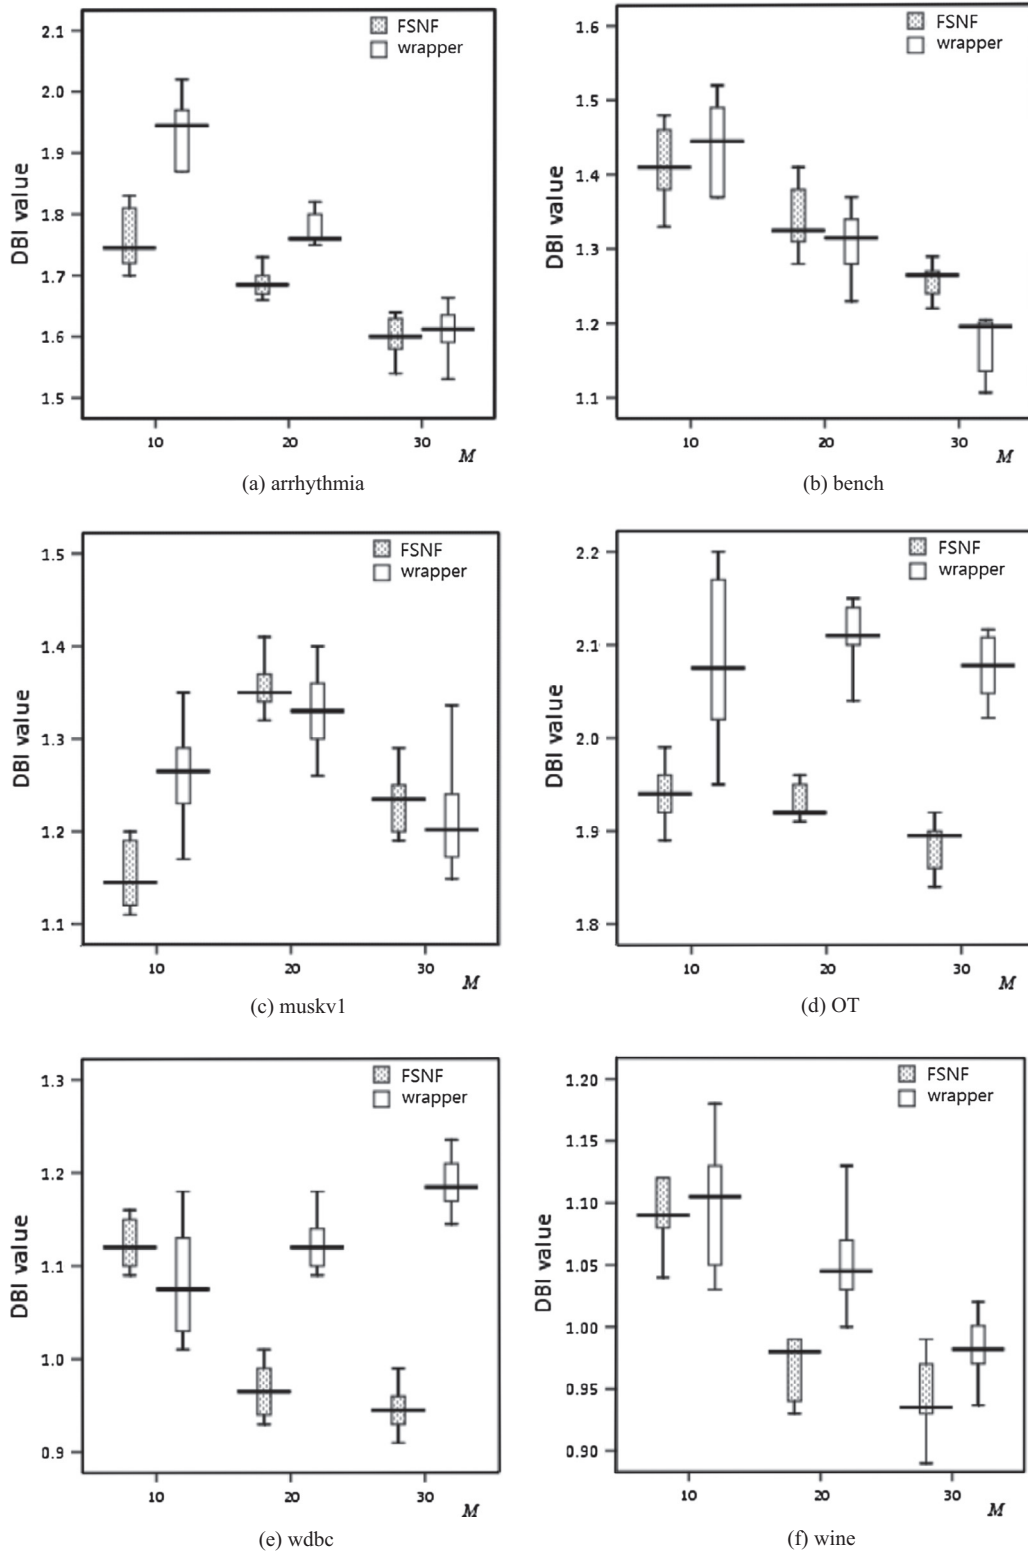 2.1
2.0
1.9
1.8
1.7
1.6
1.5
DBI value
FSNF
wrapper
10 20 30
M
(a) arrhythmia
1.6
1.5
1.4
1.3
1.2
1.1
DBI value
FSNF
wrapper
10 20 30
M
(b) bench
1.5
1.4
1.3
1.2
1.1
DBI value
FSNF
wrapper
10 20 30
M
(c) muskv1
2.2
2.1
2.0
1.9
1.8
DBI value
FSNF
wrapper
10 20 30
M
(d) OT
1.3
1.2
1.1
1.0
0.9
DBI value
FSNF
wrapper
10 20 30
M
(e) wdbc
1.20
1.15
1.10
1.05
1.00
0.95
0.90
DBI value
FSNF
wrapper
10 20 30
M
(f) wine